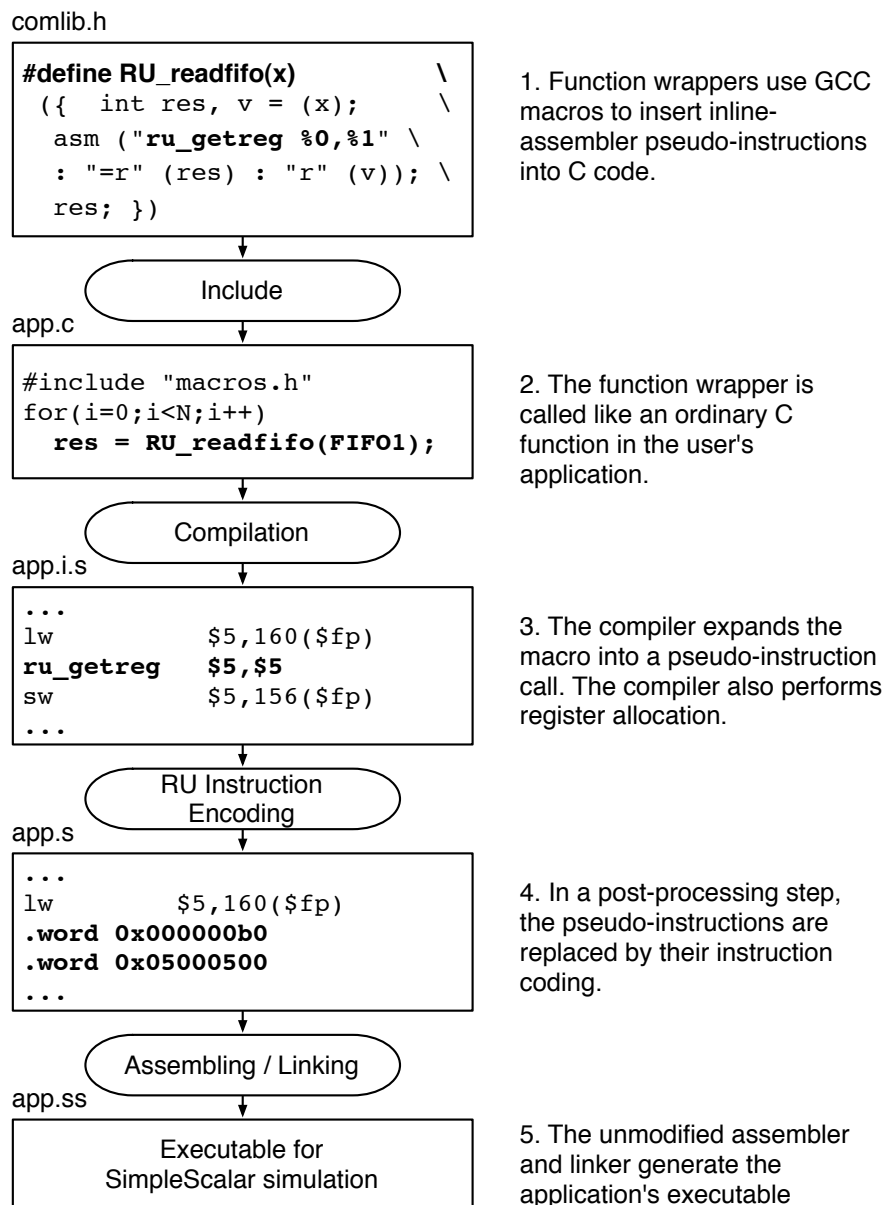 comlib.h
#define RU_readfifo(x) \
({ int res, v = (x); \
asm ("ru_getreg %0,%1" \
: "=r" (res) : "r" (v)); \
res; })
1. Function wrappers use GCC
macros to insert inline-
assembler pseudo-instructions
into C code.
Include
app.c
#include "macros.h"
for(i=0;i<N;i++)
res = RU_readfifo(FIFO1);
2. The function wrapper is
called like an ordinary C
function in the user's
application.
Compilation
app.i.s
...
lw $5,160($fp)
ru_getreg $5,$5
sw $5,156($fp)
...
3. The compiler expands the
macro into a pseudo-instruction
call. The compiler also performs
register allocation.
RU Instruction
Encoding
app.s
...
lw $5,160($fp)
.word 0x000000b0
.word 0x05000500
...
4. In a post-processing step,
the pseudo-instructions are
replaced by their instruction
coding.
Assembling / Linking
app.ss
Executable for
SimpleScalar simulation
5. The unmodified assembler
and linker generate the
application's executable